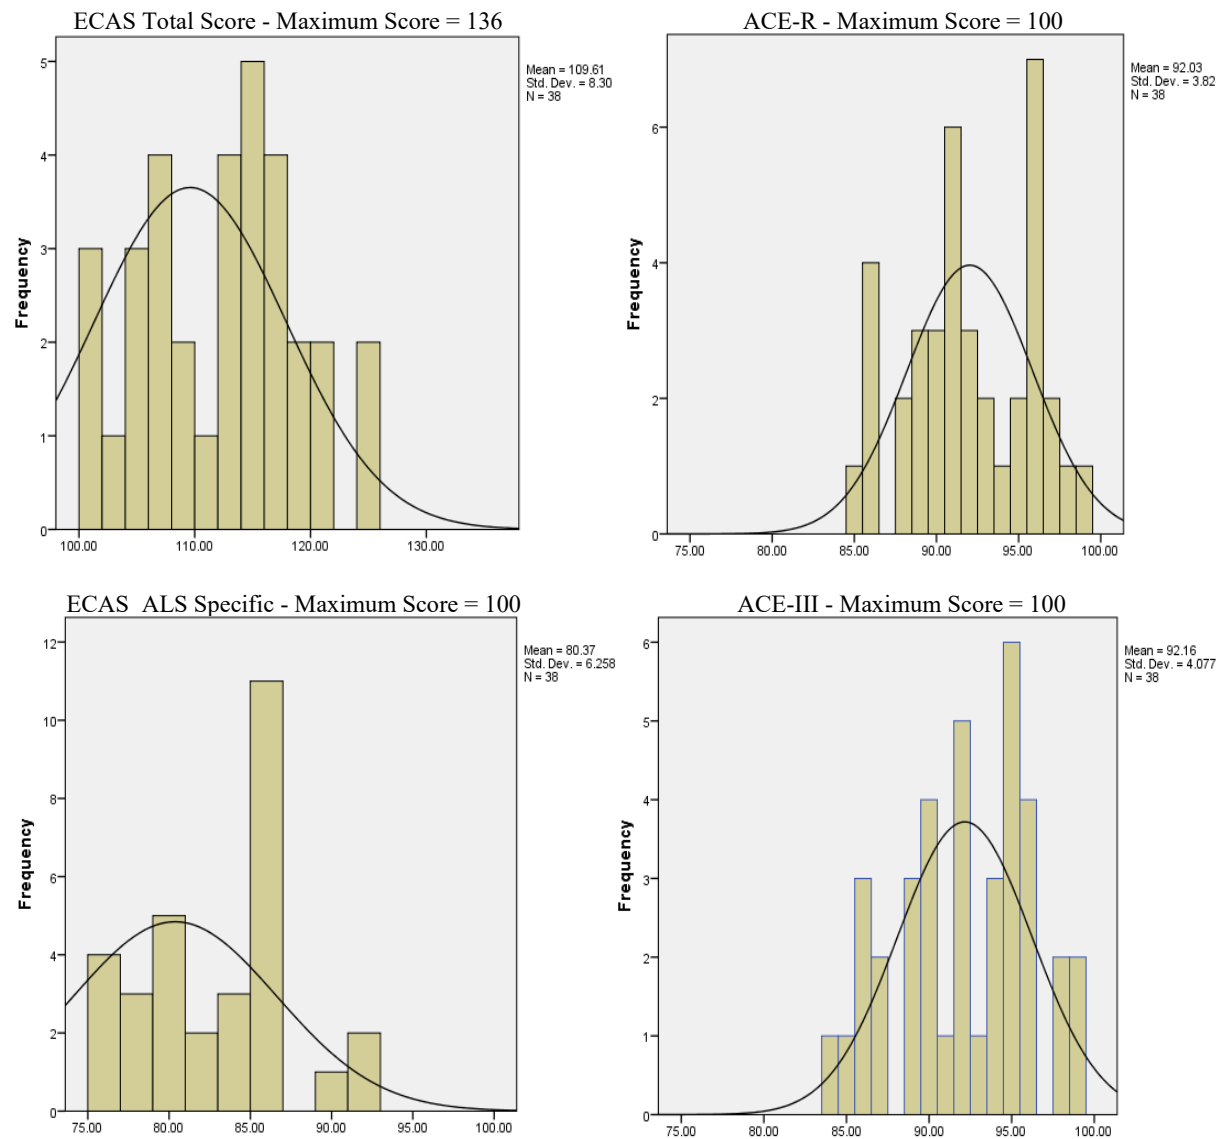 ECAS Total Score - Maximum Score = 136
Mean = 109.61
Std. Dev. = 8.30
N = 38
Frequency
5
4
3
2
1
0
100.00 110.00 120.00 130.00
ACE-R - Maximum Score = 100
Mean = 92.03
Std. Dev. = 3.82
N = 38
Frequency
6
4
2
0
75.00 80.00 85.00 90.00 95.00 100.00
ECAS ALS Specific - Maximum Score = 100
Mean = 80.37
Std. Dev. = 6.258
N = 38
Frequency
12
10
8
6
4
2
0
75.00 80.00 85.00 90.00 95.00 100.00
ACE-III - Maximum Score = 100
Mean = 92.16
Std. Dev. = 4.077
N = 38
Frequency
6
5
4
3
2
1
0
75.00 80.00 85.00 90.00 95.00 100.00